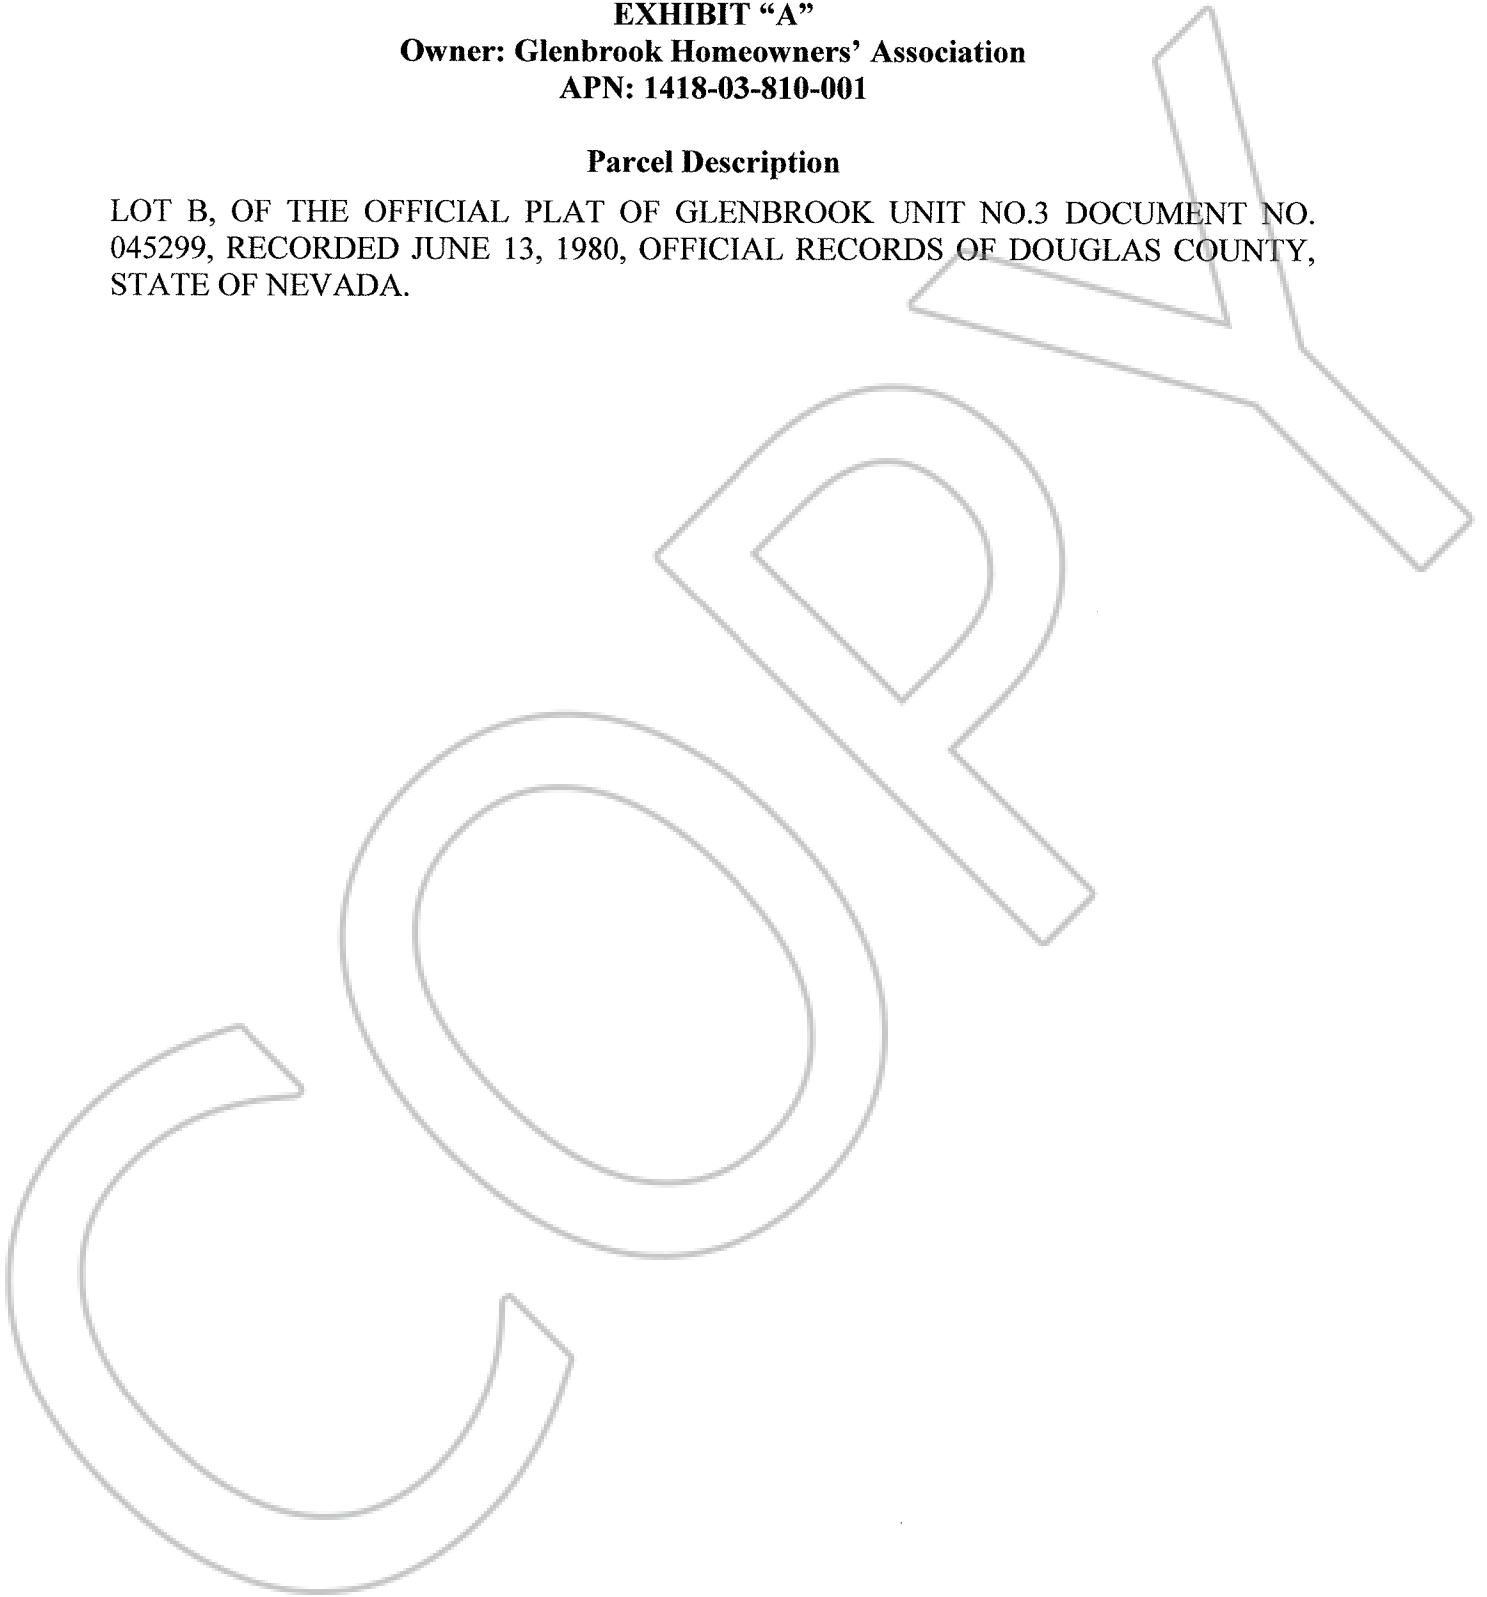 EXHIBIT “A”
Owner: Glenbrook Homeowners’ Association
APN: 1418-03-810-001
Parcel Description
LOT B, OF THE OFFICIAL PLAT OF GLENBROOK UNIT NO.3 DOCUMENT NO.
045299, RECORDED JUNE 13, 1980, OFFICIAL RECORDS OF DOUGLAS COUNTY,
STATE OF NEVADA.
COPY